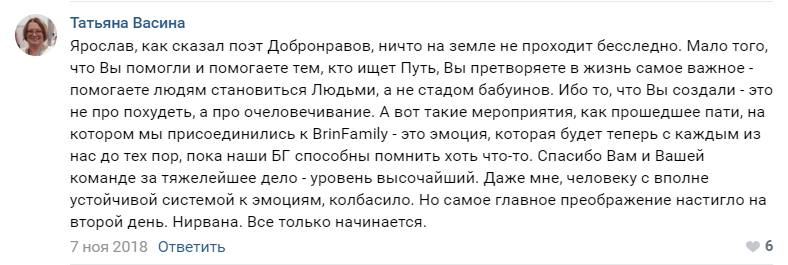 Татьяна Васина
Ярослав, как сказал поэт Добронравов, ничто на земле не проходит бесследно. Мало того,
что Вы помогли и помогаете тем, кто ищет Путь, Вы претворяете в жизнь самое важное -
помогаете людям становиться Людьми, а не стадом бабуинов. Ибо то, что Вы создали - это
не про похудеть, а про очеловечивание. А вот такие мероприятия, как прошедшее пати, на
котором мы присоединились к BrinFamily - это эмоция, которая будет теперь с каждым из
нас до тех пор, пока наши БГ способны помнить хоть что-то. Спасибо Вам и Вашей
команде за тяжелейшее дело - уровень высочайший. Даже мне, человеку с вполне
устойчивой системой к эмоциям, колбасило. Но самое главное преображение настигло на
второй день. Нирвана. Все только начинается.
7 ноя 2018 Ответить 6